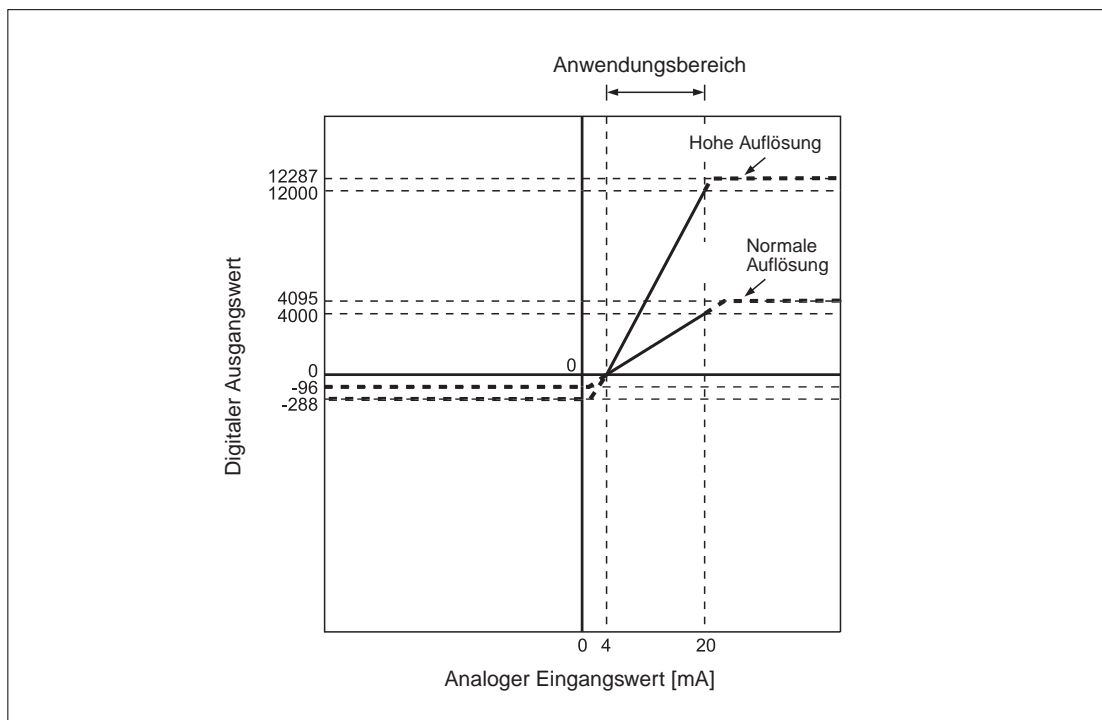 Anwendungsbereich
Hohe Auflösung
12287
12000
Normale
Auflösung
4095
4000
0
0
-96
-288
Digitaler Ausgangswert
0 4 20
Analoger Eingangswert [mA]